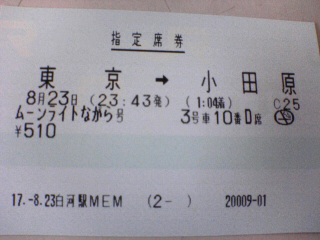 指定席券
東京 → 小田原
8月23日 (23:43発) (1:04着) C25
ムーンライトながら号 3号車10番D席
¥510
17.-8.23白河駅MEM (2- ) 20009-01